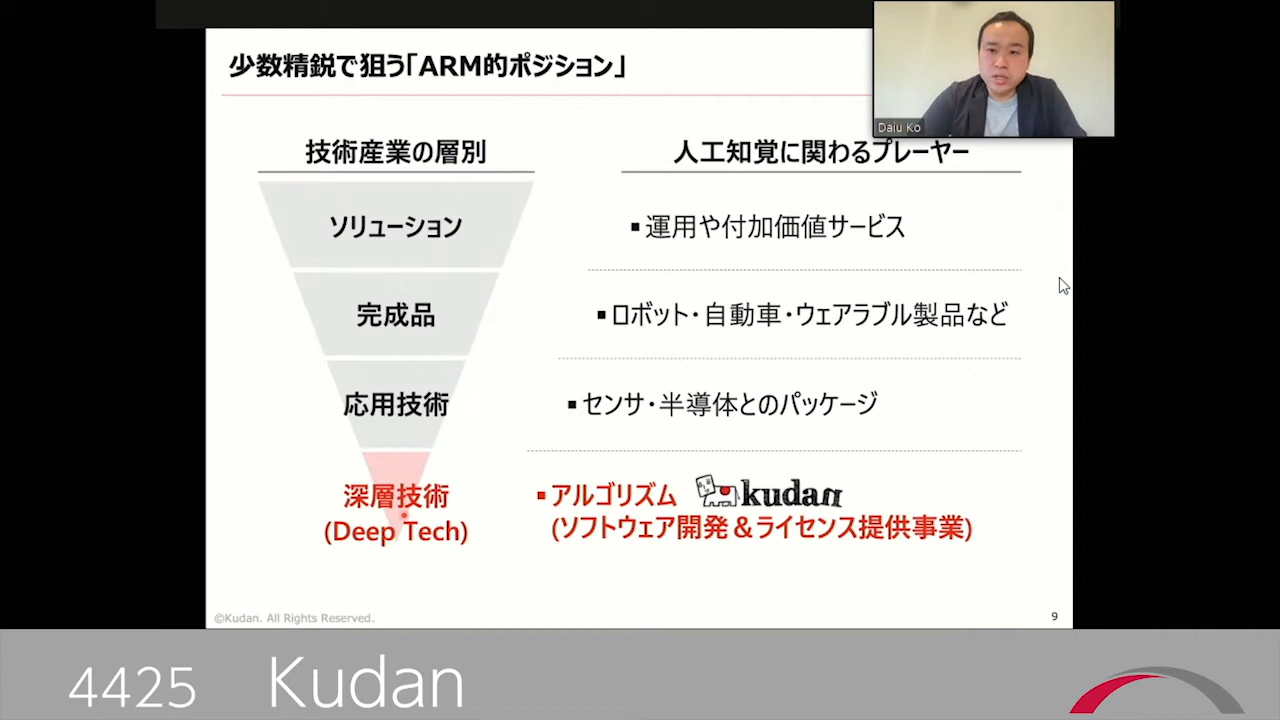 少数精鋭で狙う「ARM的ポジション」
Daiu Ko
技術産業の層別
人工知覚に関わるプレーヤー
ソリューション
▪運用や付加価値サービス
完成品
▪ロボット・自動車・ウェアラブル製品など
応用技術
▪センサ・半導体とのパッケージ
深層技術
(Deep Tech)
▪アルゴリズム kudan
(ソフトウェア開発&ライセンス提供事業)
©Kudan. All Rights Reserved.
9
4425 Kudan